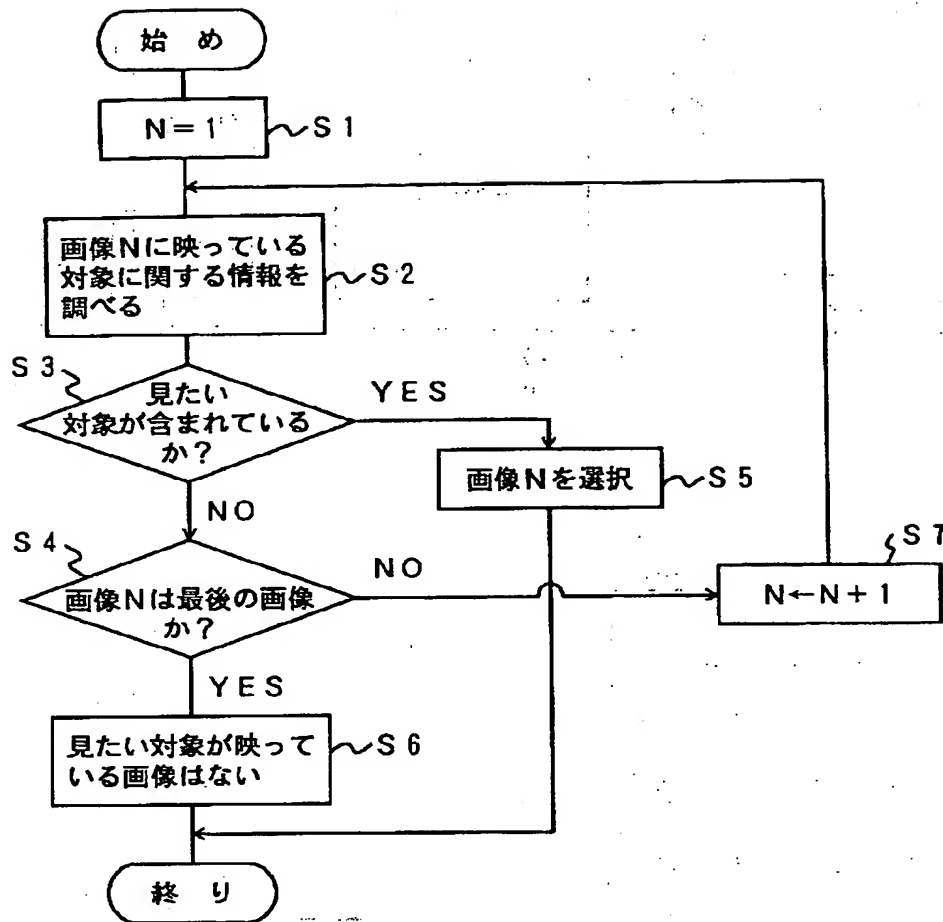 始 め
N=1
S1
画像Nに映っている
対象に関する情報を
調べる
S2
S3
見たい
対象が含まれている
か?
YES
画像Nを選択
S5
NO
S4
画像Nは最後の画像
か?
NO
S7
N←N+1
YES
見たい対象が映って
いる画像はない
S6
終 り